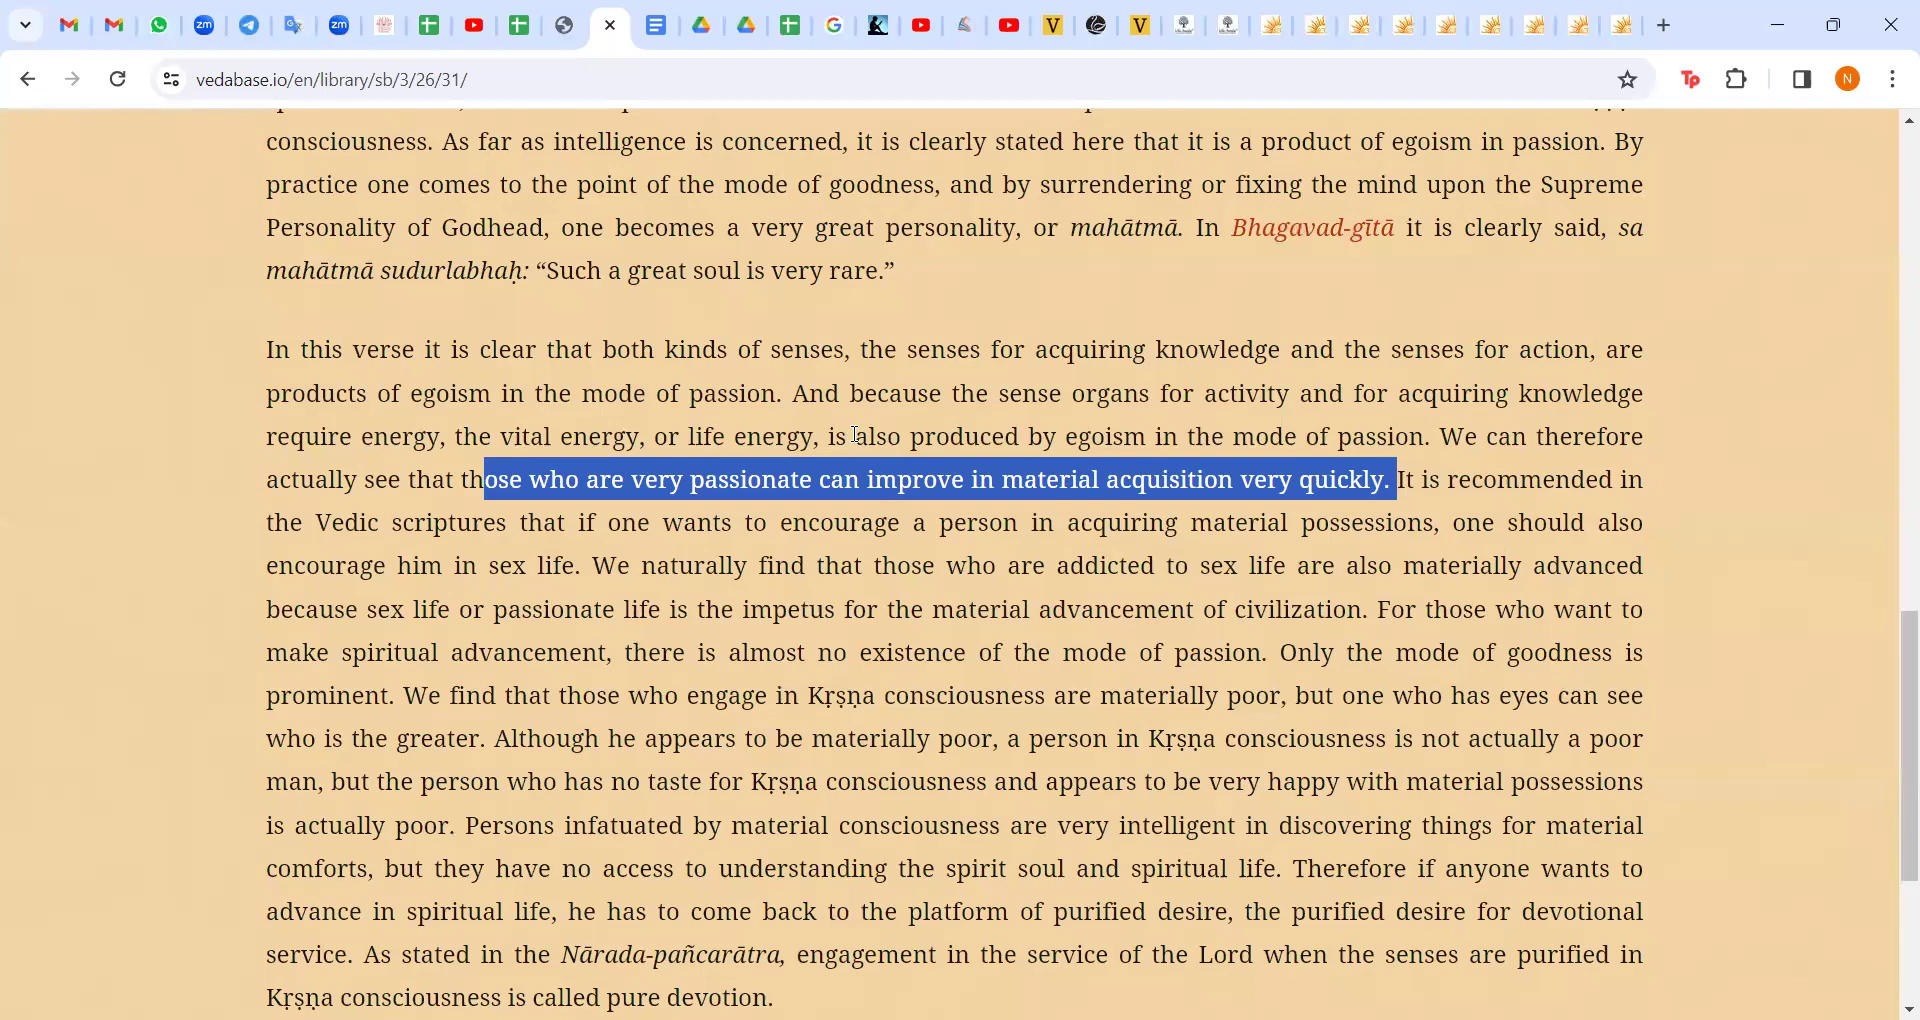 vedabase.io/en/library/sb/3/26/31/
consciousness. As far as intelligence is concerned, it is clearly stated here that it is a product of egoism in passion. By
practice one comes to the point of the mode of goodness, and by surrendering or fixing the mind upon the Supreme
Personality of Godhead, one becomes a very great personality, or mahātmā. In Bhagavad-gītā it is clearly said, sa
mahātmā sudurlabhaḥ: “Such a great soul is very rare.”
In this verse it is clear that both kinds of senses, the senses for acquiring knowledge and the senses for action, are
products of egoism in the mode of passion. And because the sense organs for activity and for acquiring knowledge
require energy, the vital energy, or life energy, is also produced by egoism in the mode of passion. We can therefore
actually see that those who are very passionate can improve in material acquisition very quickly. It is recommended in
the Vedic scriptures that if one wants to encourage a person in acquiring material possessions, one should also
encourage him in sex life. We naturally find that those who are addicted to sex life are also materially advanced
because sex life or passionate life is the impetus for the material advancement of civilization. For those who want to
make spiritual advancement, there is almost no existence of the mode of passion. Only the mode of goodness is
prominent. We find that those who engage in Kṛṣṇa consciousness are materially poor, but one who has eyes can see
who is the greater. Although he appears to be materially poor, a person in Kṛṣṇa consciousness is not actually a poor
man, but the person who has no taste for Kṛṣṇa consciousness and appears to be very happy with material possessions
is actually poor. Persons infatuated by material consciousness are very intelligent in discovering things for material
comforts, but they have no access to understanding the spirit soul and spiritual life. Therefore if anyone wants to
advance in spiritual life, he has to come back to the platform of purified desire, the purified desire for devotional
service. As stated in the Nārada-pañcarātra, engagement in the service of the Lord when the senses are purified in
Kṛṣṇa consciousness is called pure devotion.